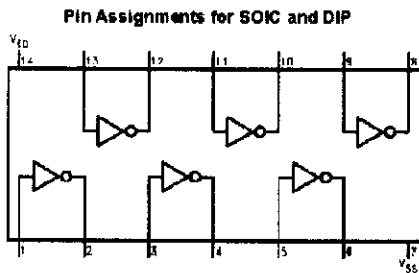 Pin Assignments for SOIC and DIP
VDD
14 13 12 11 10 9 8
1 2 3 4 5 6 7
VSS